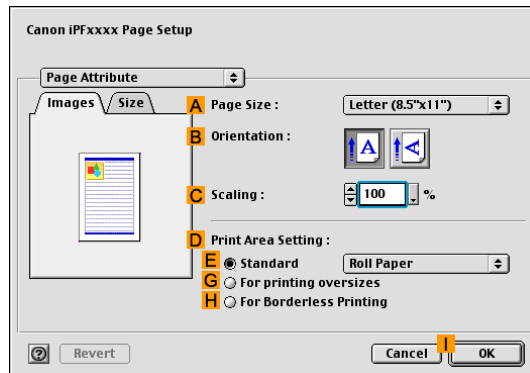 Canon iPFxxxx Page Setup
Page Attribute
Images Size
A Page Size : Letter (8.5"x11")
B Orientation : A A
C Scaling : 100 %
D Print Area Setting :
E Standard Roll Paper
G For printing oversizes
H For Borderless Printing
? Revert Cancel I OK